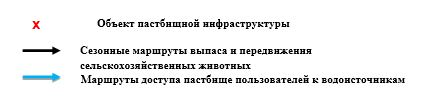 x Объект пастбищной инфраструктуры
Сезонные маршруты выпаса и передвижения
сельскохозяйственных животных
Маршруты доступа пастбище пользователей к водоисточникам